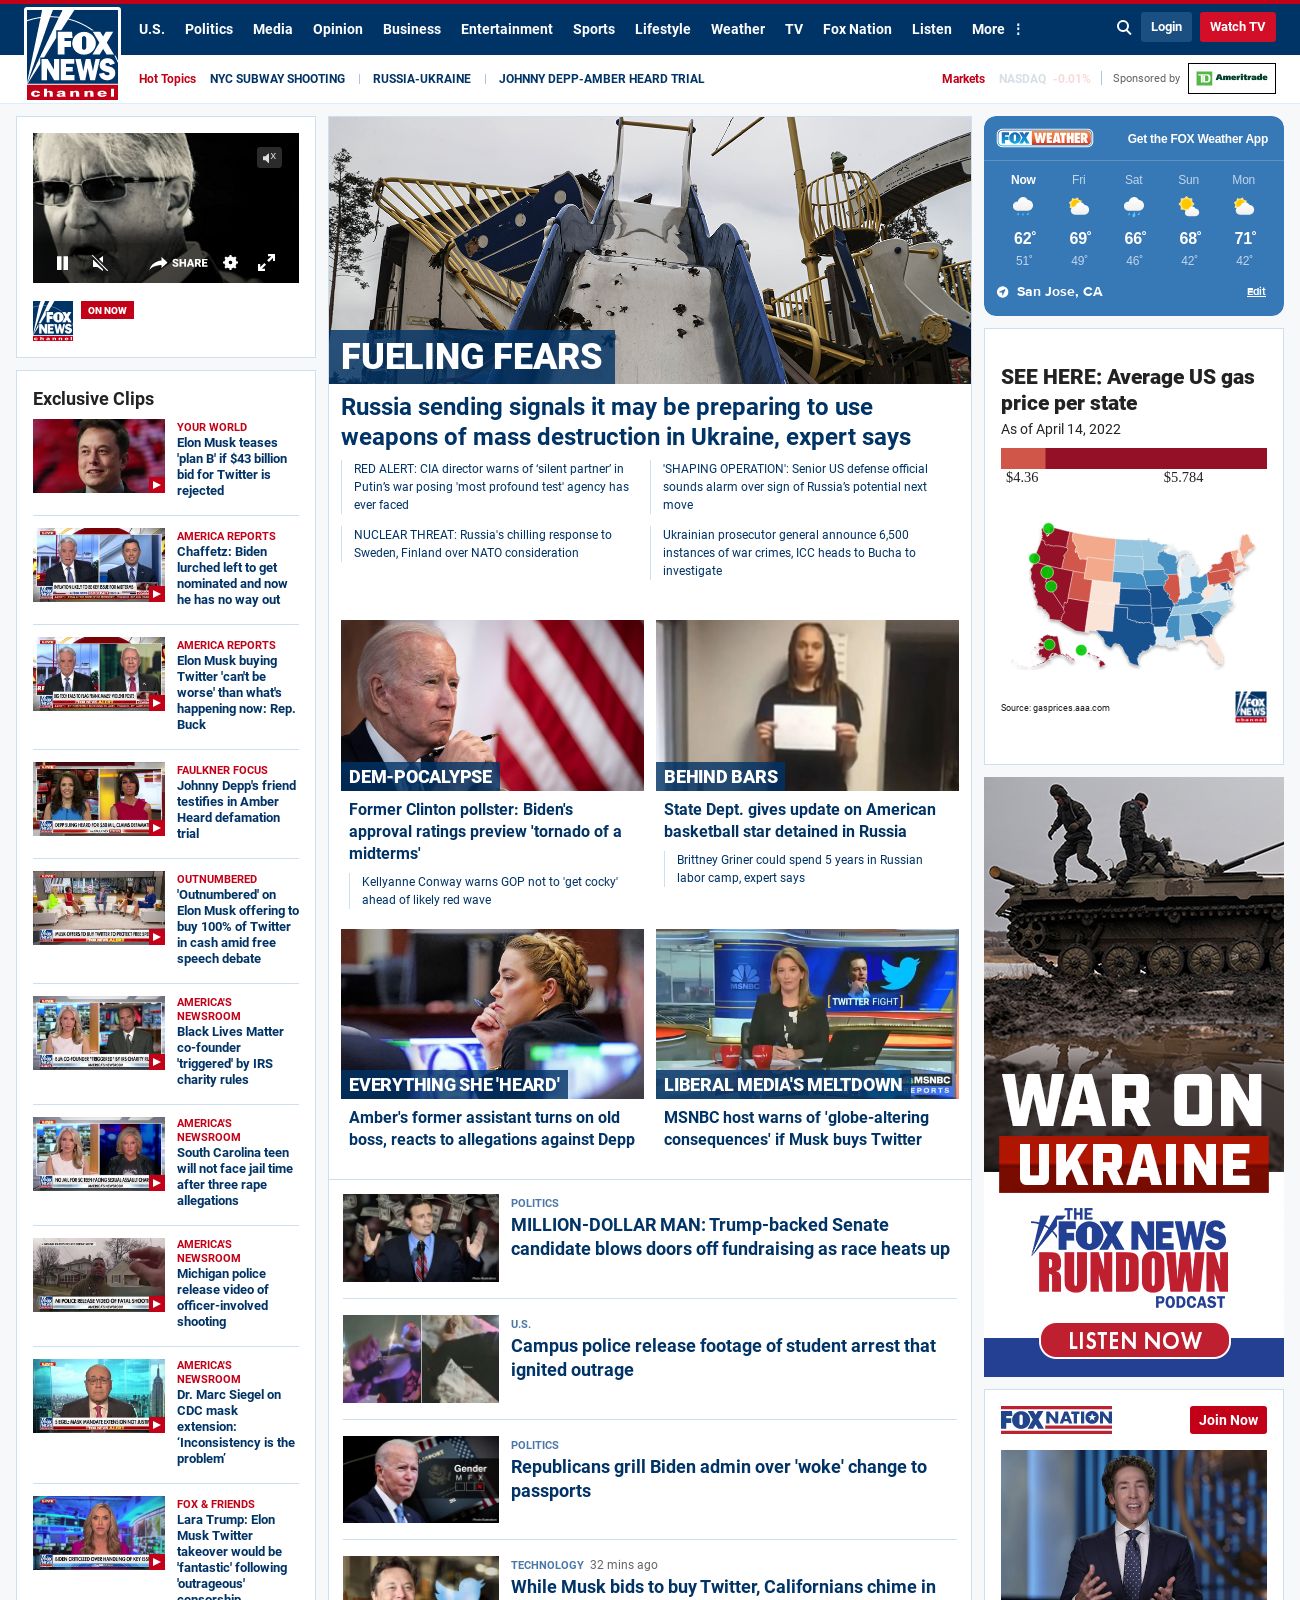 U.S. Politics Media Opinion Business Entertainment Sports Lifestyle Weather TV Fox Nation Listen More
Login
Watch TV
FOX
NEWS
channel
Hot Topics NYC SUBWAY SHOOTING RUSSIA-UKRAINE JOHNNY DEPP-AMBER HEARD TRIAL
Markets NASDAQ -0.01% Sponsored by TD Ameritrade
SHARE
FOX
NEWS
channel
ON NOW
Exclusive Clips
YOUR WORLD
Elon Musk teases
'plan B' if $43 billion
bid for Twitter is
rejected
AMERICA REPORTS
Chaffetz: Biden
lurched left to get
nominated and now
he has no way out
AMERICA REPORTS
Elon Musk buying
Twitter 'can't be
worse' than what's
happening now: Rep.
Buck
FAULKNER FOCUS
Johnny Depp's friend
testifies in Amber
Heard defamation
trial
OUTNUMBERED
'Outnumbered' on
Elon Musk offering to
buy 100% of Twitter
in cash amid free
speech debate
AMERICA'S
NEWSROOM
Black Lives Matter
co-founder
'triggered' by IRS
charity rules
AMERICA'S
NEWSROOM
South Carolina teen
will not face jail time
after three rape
allegations
AMERICA'S
NEWSROOM
Michigan police
release video of
officer-involved
shooting
AMERICA'S
NEWSROOM
Dr. Marc Siegel on
CDC mask
extension:
‘Inconsistency is the
problem’
FOX & FRIENDS
Lara Trump: Elon
Musk Twitter
takeover would be
'fantastic' following
'outrageous'
censorship
FUELING FEARS
Russia sending signals it may be preparing to use
weapons of mass destruction in Ukraine, expert says
RED ALERT: CIA director warns of ‘silent partner’ in
Putin’s war posing 'most profound test' agency has
ever faced
'SHAPING OPERATION': Senior US defense official
sounds alarm over sign of Russia’s potential next
move
NUCLEAR THREAT: Russia's chilling response to
Sweden, Finland over NATO consideration
Ukrainian prosecutor general announce 6,500
instances of war crimes, ICC heads to Bucha to
investigate
DEM-POCALYPSE
Former Clinton pollster: Biden's
approval ratings preview 'tornado of a
midterms'
Kellyanne Conway warns GOP not to 'get cocky'
ahead of likely red wave
BEHIND BARS
State Dept. gives update on American
basketball star detained in Russia
Brittney Griner could spend 5 years in Russian
labor camp, expert says
EVERYTHING SHE 'HEARD'
Amber's former assistant turns on old
boss, reacts to allegations against Depp
MSNBC
TWITTER FIGHT
MSNBC
REPORTS
LIBERAL MEDIA'S MELTDOWN
MSNBC host warns of 'globe-altering
consequences' if Musk buys Twitter
POLITICS
MILLION-DOLLAR MAN: Trump-backed Senate
candidate blows doors off fundraising as race heats up
U.S.
Campus police release footage of student arrest that
ignited outrage
Gender
M F X
POLITICS
Republicans grill Biden admin over 'woke' change to
passports
TECHNOLOGY 32 mins ago
While Musk bids to buy Twitter, Californians chime in
FOX WEATHER
Get the FOX Weather App
Now Fri Sat Sun Mon
62˚ 69˚ 66˚ 68˚ 71˚
51˚ 49˚ 46˚ 42˚ 42˚
San Jose, CA
Edit
SEE HERE: Average US gas
price per state
As of April 14, 2022
$4.36 $5.784
Source: gasprices.aaa.com
FOX
NEWS
channel
WAR ON
UKRAINE
THE
FOX NEWS
RUNDOWN
PODCAST
LISTEN NOW
FOX NATION
Join Now